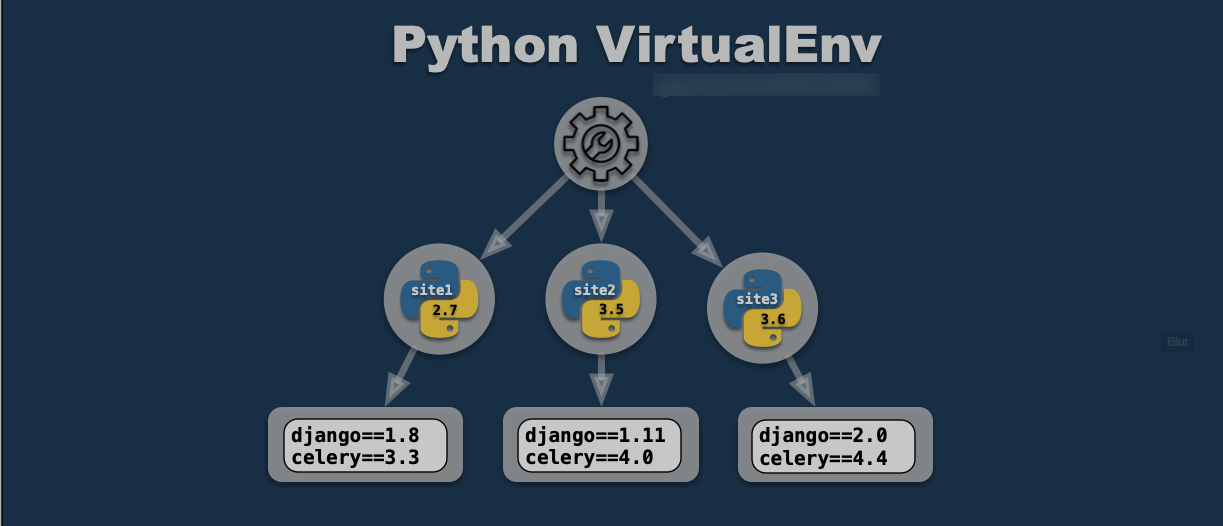 Python VirtualEnv
site1
2.7
site2
3.5
site3
3.6
Blur
django==1.8
celery==3.3
django==1.11
celery==4.0
django==2.0
celery==4.4